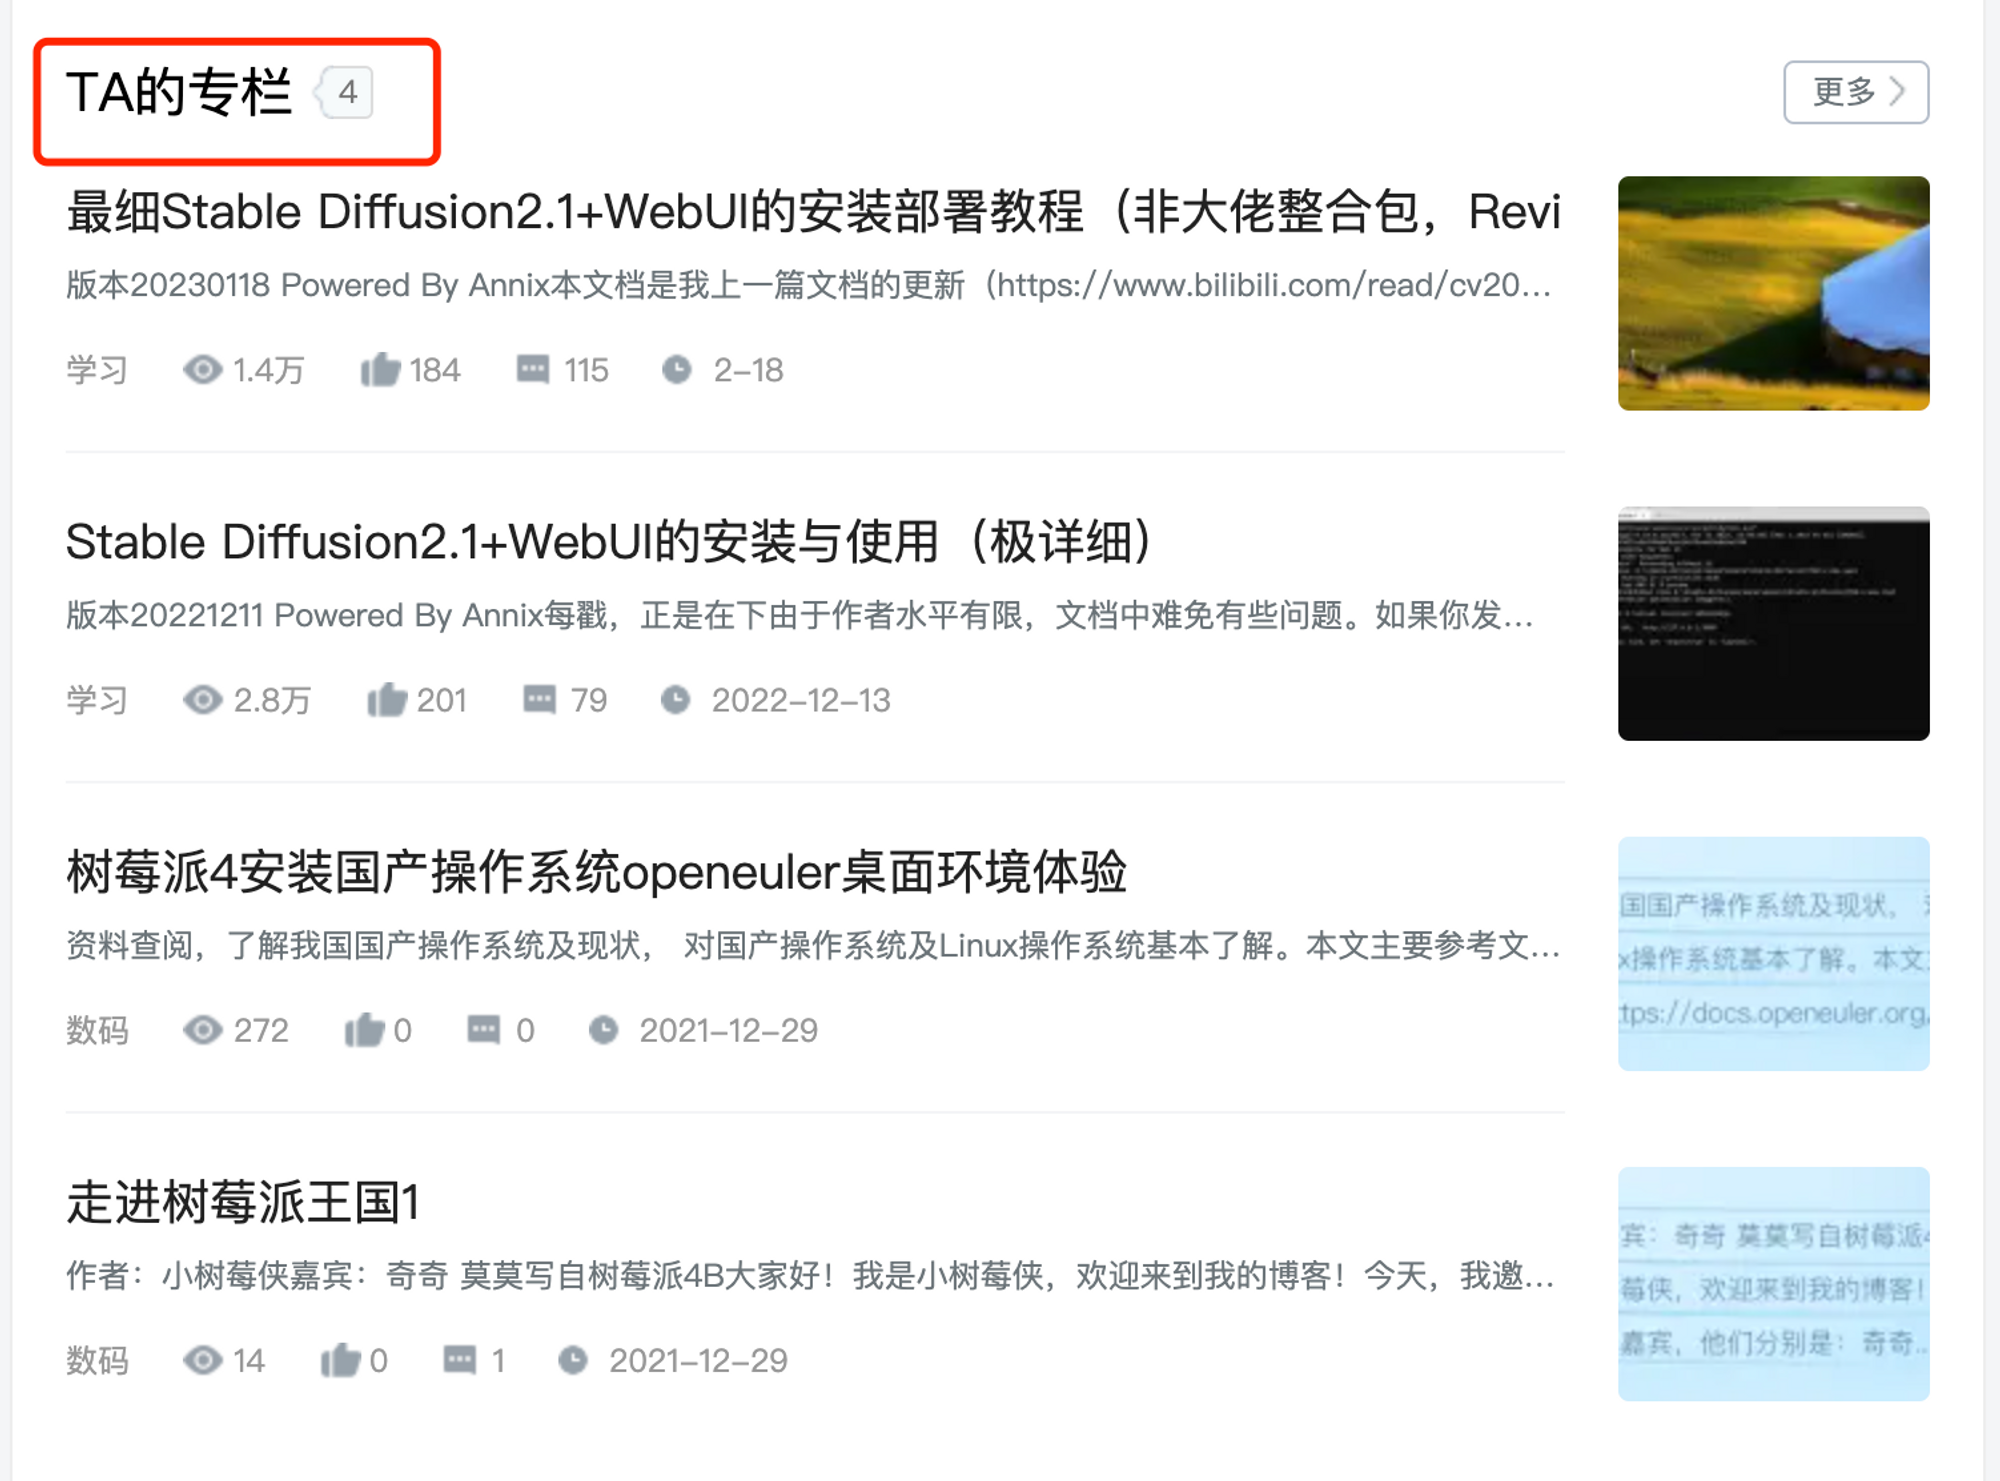 TA的专栏 4
更多
最细Stable Diffusion2.1+WebUI的安装部署教程（非大佬整合包，Revi
版本20230118 Powered By Annix本文档是我上一篇文档的更新（https://www.bilibili.com/read/cv20...
学习 1.4万 184 115 2-18
Stable Diffusion2.1+WebUI的安装与使用（极详细）
版本20221211 Powered By Annix每戳，正是在下由于作者水平有限，文档中难免有些问题。如果你发...
学习 2.8万 201 79 2022-12-13
树莓派4安装国产操作系统openeuler桌面环境体验
资料查阅，了解我国国产操作系统及现状， 对国产操作系统及Linux操作系统基本了解。本文主要参考文...
国国产操作系统及现状，
x操作系统基本了解。本文
tps://docs.openeuler.org
数码 272 0 0 2021-12-29
走进树莓派王国1
作者：小树莓侠嘉宾：奇奇 莫莫写自树莓派4B大家好！我是小树莓侠，欢迎来到我的博客！今天，我邀...
宾：奇奇 莫莫写自树莓派
莓侠，欢迎来到我的博客！
嘉宾，他们分别是：奇奇..
数码 14 0 1 2021-12-29